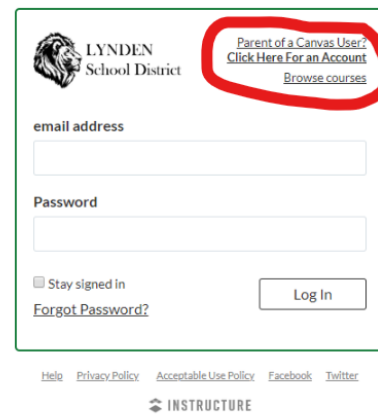 LYNDEN
School District
Parent of a Canvas User?
Click Here For an Account
Browse courses
email address
Password
Stay signed in
Forgot Password?
Log In
Help Privacy Policy Acceptable Use Policy Facebook Twitter
INSTRUCTURE